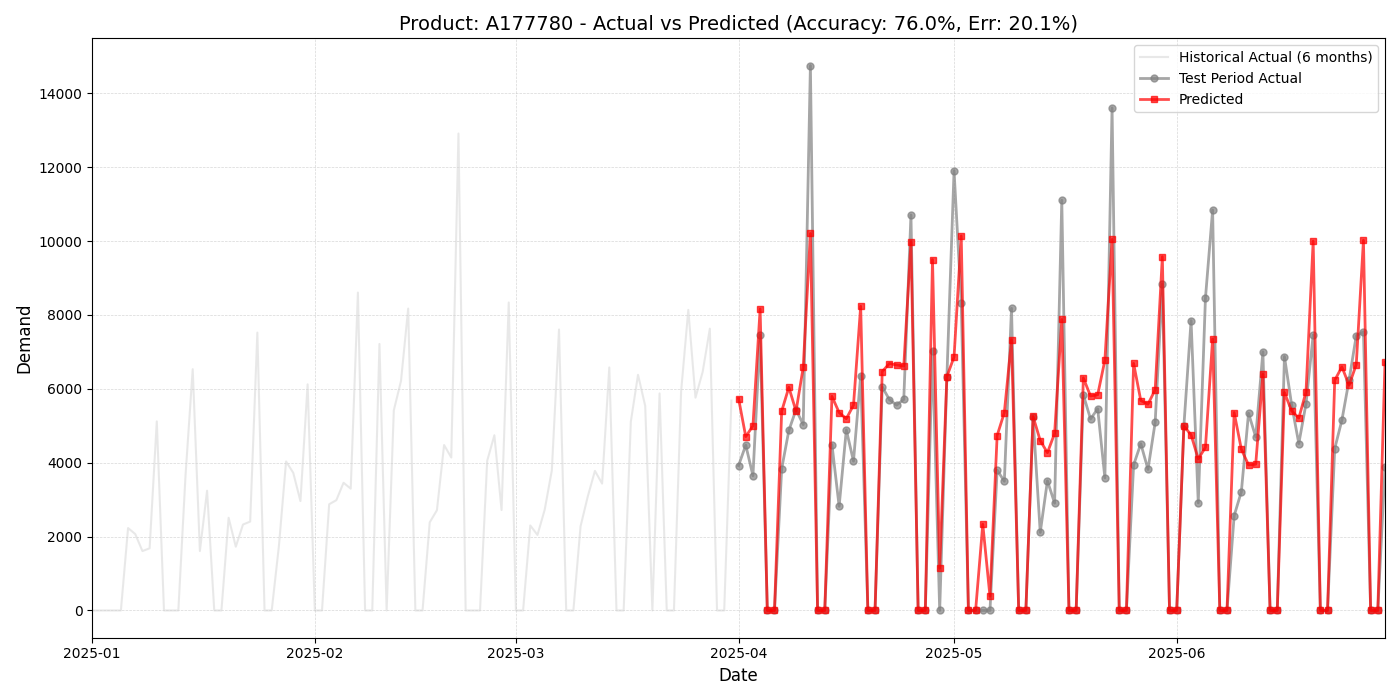 Product: A177780 - Actual vs Predicted (Accuracy: 76.0%, Err: 20.1%)
Historical Actual (6 months)
Test Period Actual
Predicted
Demand
14000
12000
10000
8000
6000
4000
2000
0
2025-01
2025-02
2025-03
2025-04
2025-05
2025-06
Date